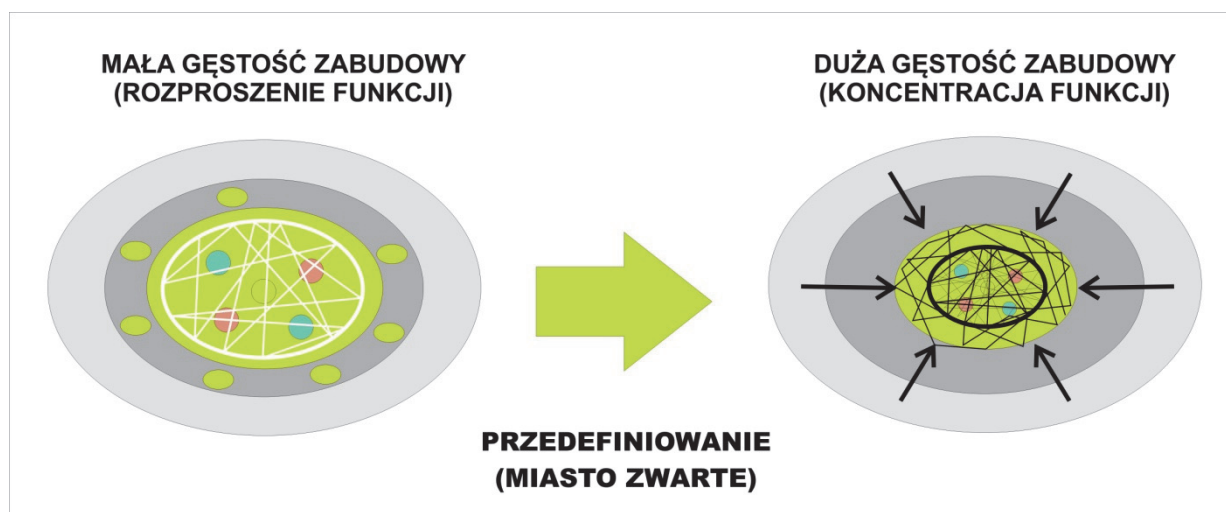 MAŁA GĘSTOŚĆ ZABUDOWY
(ROZPROSZENIE FUNKCJI)
DUŻA GĘSTOŚĆ ZABUDOWY
(KONCENTRACJA FUNKCJI)
PRZEDEFINIOWANIE
(MIASTO ZWARTE)